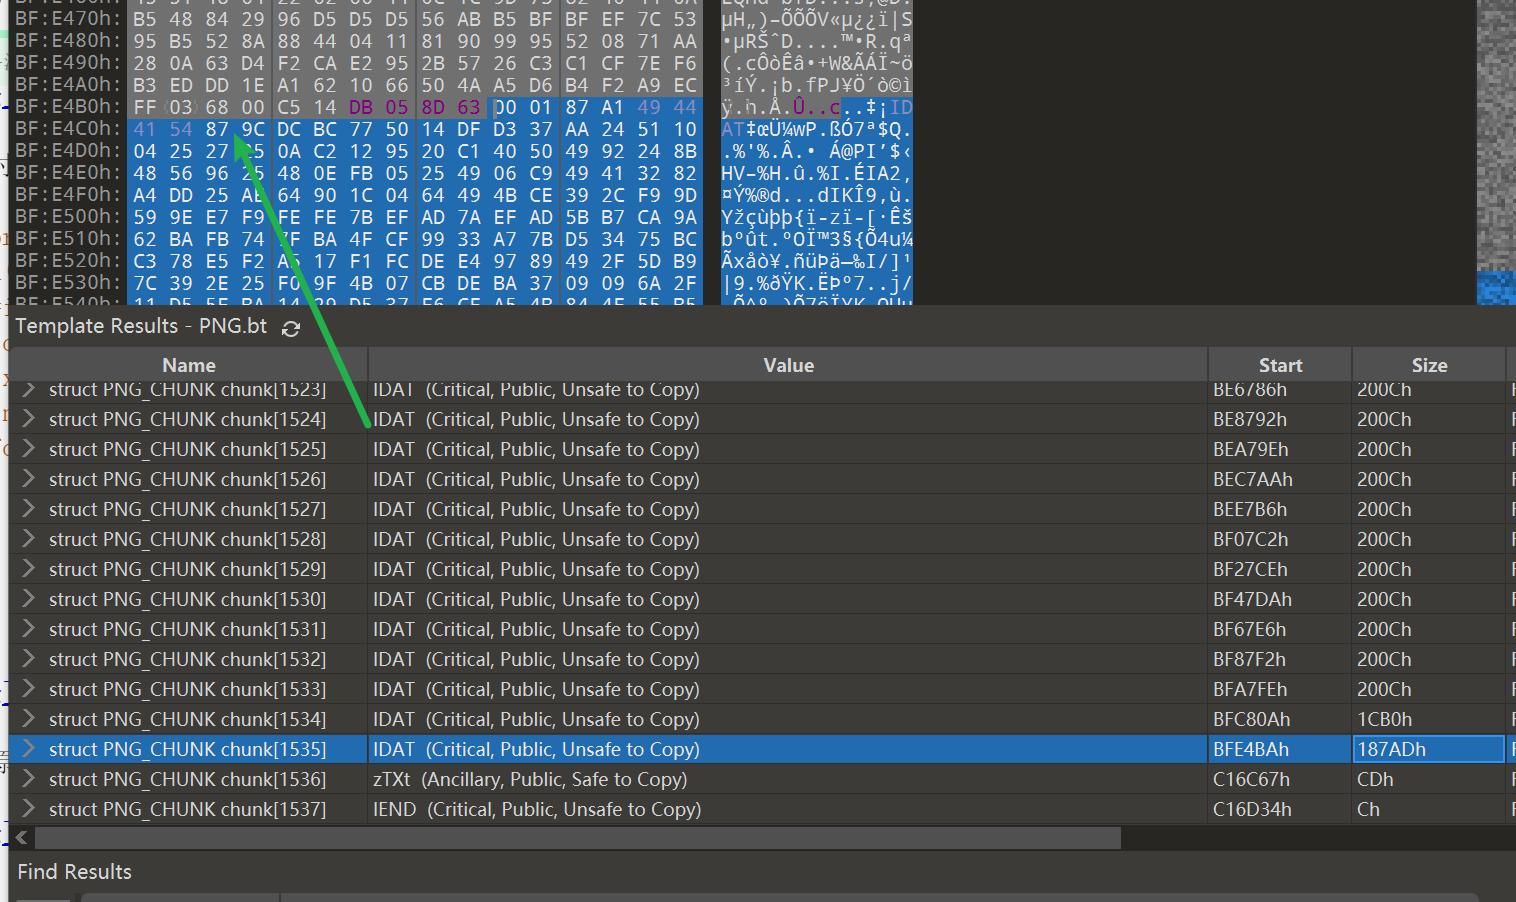 BF:E470h: B5 48 84 29 96 D5 D5 D5 56 AB B5 BF BF EF 7C 53 µH„)–ÕÕÕV«µ¿¿ï|S
BF:E480h: 95 B5 52 8A 88 44 04 11 81 90 99 95 52 08 71 AA •µRŠˆD....™•R.qª
BF:E490h: 28 0A 63 D4 F2 CA E2 95 2B 57 26 C3 C1 CF 7E F6 (.cÔòÊâ•+W&ÃÁÏ~ö
BF:E4A0h: B3 ED DD 1E A1 62 10 66 50 4A A5 D6 B4 F2 A9 EC ³íÝ.¡b.fPJ¥Ö´ò©ì
BF:E4B0h: FF 03 68 00 C5 14 DB 05 8D 63 00 01 87 A1 49 44 ÿ.h.Å.Û..c..‡¡ID
BF:E4C0h: 41 54 87 9C DC BC 77 50 14 DF D3 37 AA 24 51 10 AT‡œÜ¼wP.ßÓ7ª$Q.
BF:E4D0h: 04 25 27 0A C2 12 95 20 C1 40 50 49 92 24 8B .%'%.Â.• Á@PI’$‹
BF:E4E0h: 48 56 96 25 48 0E FB 05 25 49 06 C9 49 41 32 82 HV–%H.û.%I.ÉIA2‚
BF:E4F0h: A4 DD 25 AE 64 90 1C 04 64 49 4B CE 39 2C F9 9D ¤Ý%®d...dIKÎ9,ù.
BF:E500h: 59 9E E7 F9 FE FE 7B EF AD 7A EF AD 5B B7 CA 9A Yžçùþþ{ï-zï-[·Êš
BF:E510h: 62 BA FB 74 7F BA 4F CF 99 33 A7 7B D5 34 75 BC bºût.ºOÏ™3§{Õ4u¼
BF:E520h: C3 78 E5 F2 A5 17 F1 FC DE E4 97 89 49 2F 5D B9 Ãxåò¥.ñüÞä—‰I/]¹
BF:E530h: 7C 39 2E 25 F0 9F 4B 07 CB DE BA 37 09 09 6A 2F |9.%ðŸK.ËÞº7..j/
BF:E540h:
Template Results - PNG.bt
Name Value Start Size
struct PNG_CHUNK chunk[1523] IDAT (Critical, Public, Unsafe to Copy) BE6786h 200Ch
struct PNG_CHUNK chunk[1524] IDAT (Critical, Public, Unsafe to Copy) BE8792h 200Ch
struct PNG_CHUNK chunk[1525] IDAT (Critical, Public, Unsafe to Copy) BEA79Eh 200Ch
struct PNG_CHUNK chunk[1526] IDAT (Critical, Public, Unsafe to Copy) BEC7AAh 200Ch
struct PNG_CHUNK chunk[1527] IDAT (Critical, Public, Unsafe to Copy) BEE7B6h 200Ch
struct PNG_CHUNK chunk[1528] IDAT (Critical, Public, Unsafe to Copy) BF07C2h 200Ch
struct PNG_CHUNK chunk[1529] IDAT (Critical, Public, Unsafe to Copy) BF27CEh 200Ch
struct PNG_CHUNK chunk[1530] IDAT (Critical, Public, Unsafe to Copy) BF47DAh 200Ch
struct PNG_CHUNK chunk[1531] IDAT (Critical, Public, Unsafe to Copy) BF67E6h 200Ch
struct PNG_CHUNK chunk[1532] IDAT (Critical, Public, Unsafe to Copy) BF87F2h 200Ch
struct PNG_CHUNK chunk[1533] IDAT (Critical, Public, Unsafe to Copy) BFA7FEh 200Ch
struct PNG_CHUNK chunk[1534] IDAT (Critical, Public, Unsafe to Copy) BFC80Ah 1CB0h
struct PNG_CHUNK chunk[1535] IDAT (Critical, Public, Unsafe to Copy) BFE4BAh 187ADh
struct PNG_CHUNK chunk[1536] zTXt (Ancillary, Public, Safe to Copy) C16C67h CDh
struct PNG_CHUNK chunk[1537] IEND (Critical, Public, Unsafe to Copy) C16D34h Ch
Find Results